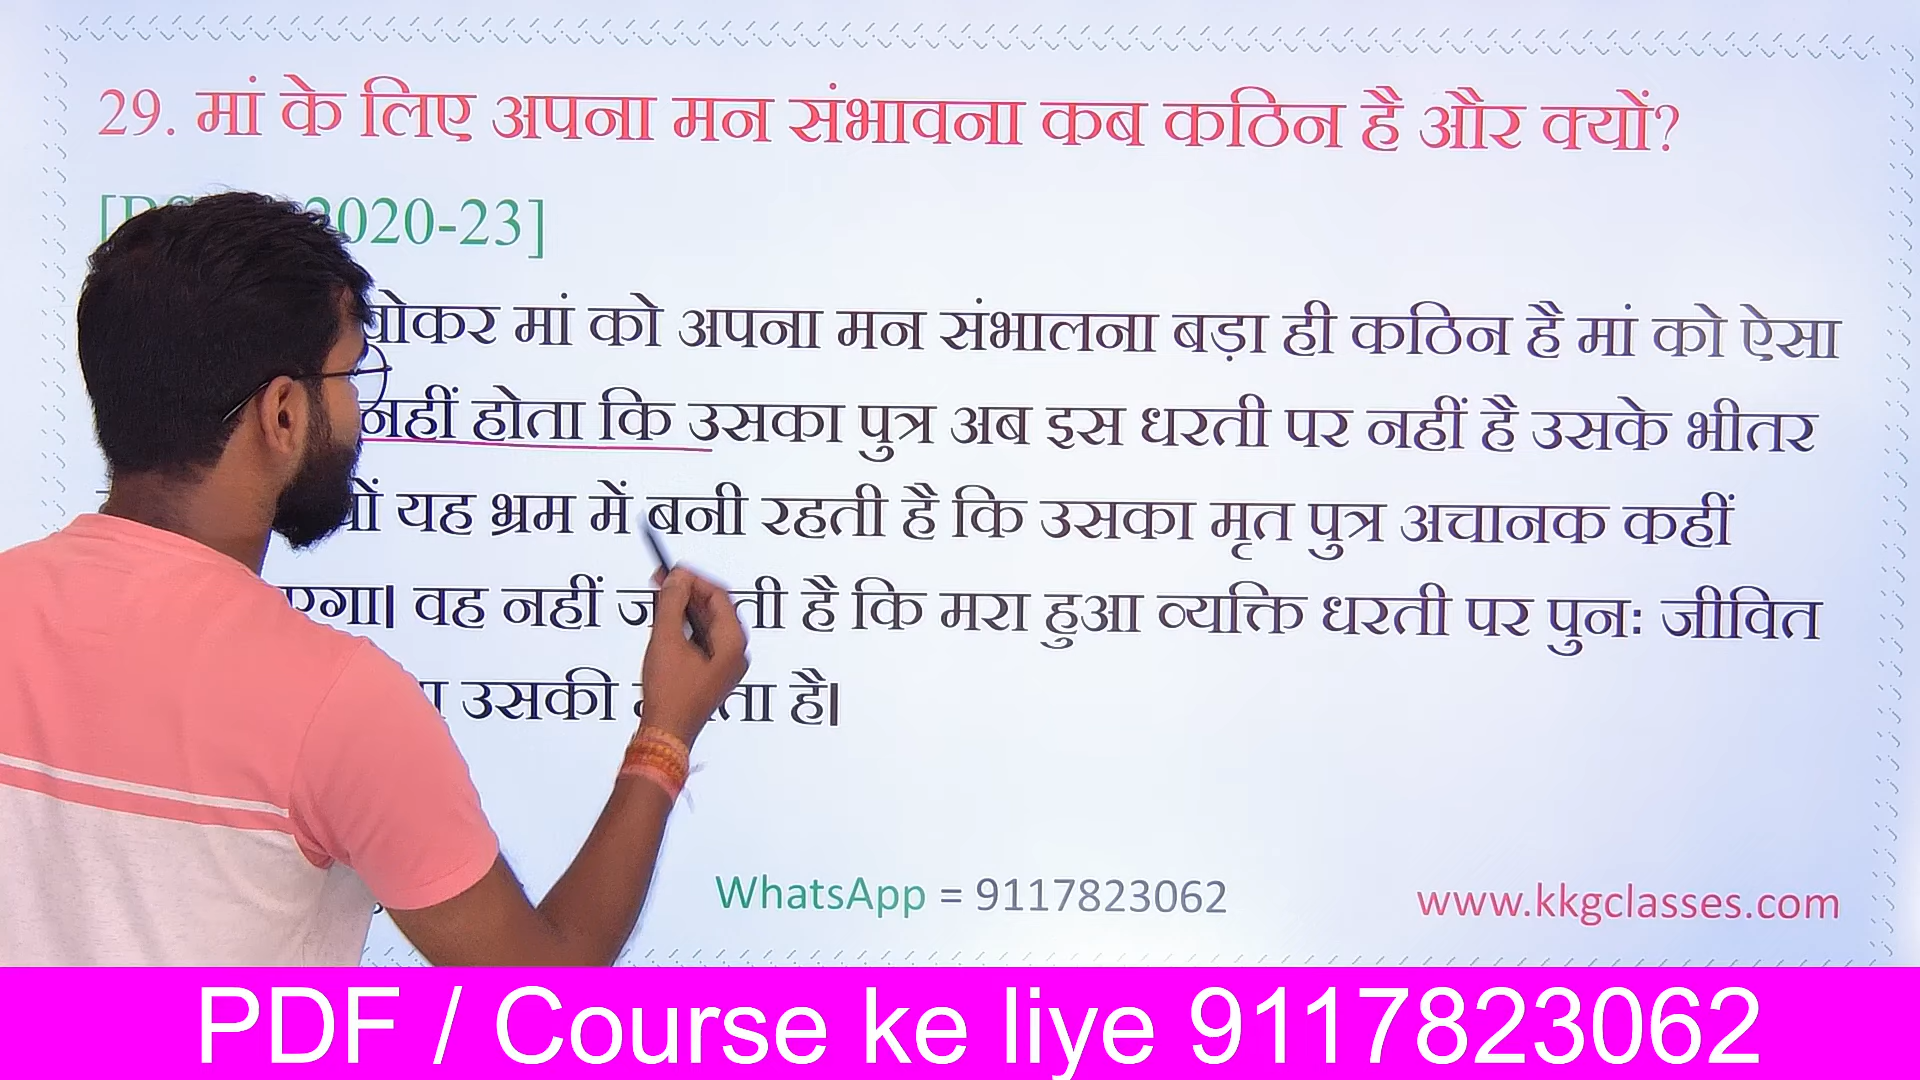 29. मां के लिए अपना मन संभावना कब कठिन है और क्यों?
2020-23]
मां को अपना मन संभालना बड़ा ही कठिन है मां को ऐसा
नहीं होता कि उसका पुत्र अब इस धरती पर नहीं है उसके भीतर
यह भ्रम में बनी रहती है कि उसका मृत पुत्र अचानक कहीं
वह नहीं है कि मरा हुआ व्यक्ति धरती पर पुनः जीवित
उसकी है।
WhatsApp = 9117823062
www.kkgclasses.com
PDF / Course ke liye 9117823062